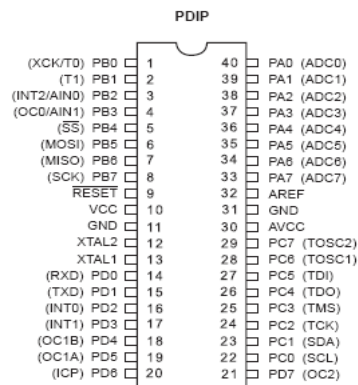 PDIP
(XCK/T0) PB0 1 40 PA0 (ADC0)
(T1) PB1 2 39 PA1 (ADC1)
(INT2/AIN0) PB2 3 38 PA2 (ADC2)
(OC0/AIN1) PB3 4 37 PA3 (ADC3)
(SS) PB4 5 36 PA4 (ADC4)
(MOSI) PB5 6 35 PA5 (ADC5)
(MISO) PB6 7 34 PA6 (ADC6)
(SCK) PB7 8 33 PA7 (ADC7)
RESET 9 32 AREF
VCC 10 31 GND
GND 11 30 AVCC
XTAL2 12 29 PC7 (TOSC2)
XTAL1 13 28 PC6 (TOSC1)
(RXD) PD0 14 27 PC5 (TDI)
(TXD) PD1 15 26 PC4 (TDO)
(INT0) PD2 16 25 PC3 (TMS)
(INT1) PD3 17 24 PC2 (TCK)
(OC1B) PD4 18 23 PC1 (SDA)
(OC1A) PD5 19 22 PC0 (SCL)
(ICP) PD6 20 21 PD7 (OC2)